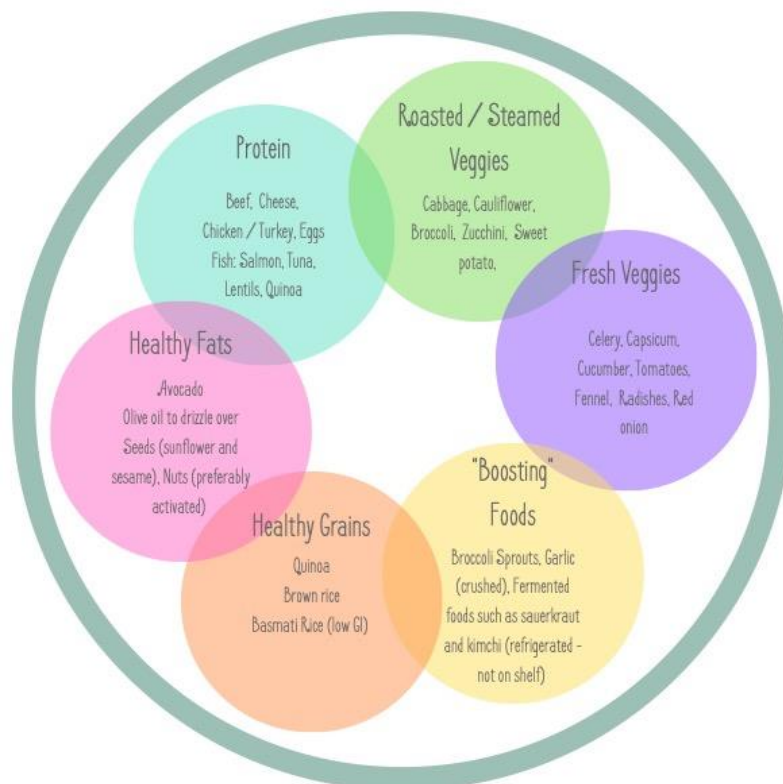 Roasted / Steamed
Veggies
Cabbage, Cauliflower,
Broccoli, Zucchini, Sweet
potato,
Protein
Beef, Cheese,
Chicken / Turkey, Eggs
Fish: Salmon, Tuna,
Lentils, Quinoa
Fresh Veggies
Celery, Capsicum,
Cucumber, Tomatoes,
Fennel, Radishes, Red
onion
Healthy Fats
Avocado
Olive oil to drizzle over
Seeds (sunflower and
sesame), Nuts (preferably
activated)
"Boosting"
Foods
Broccoli Sprouts, Garlic
(crushed), Fermented
foods such as sauerkraut
and kimchi (refrigerated -
not on shelf)
Healthy Grains
Quinoa
Brown rice
Basmati Rice (low GI)